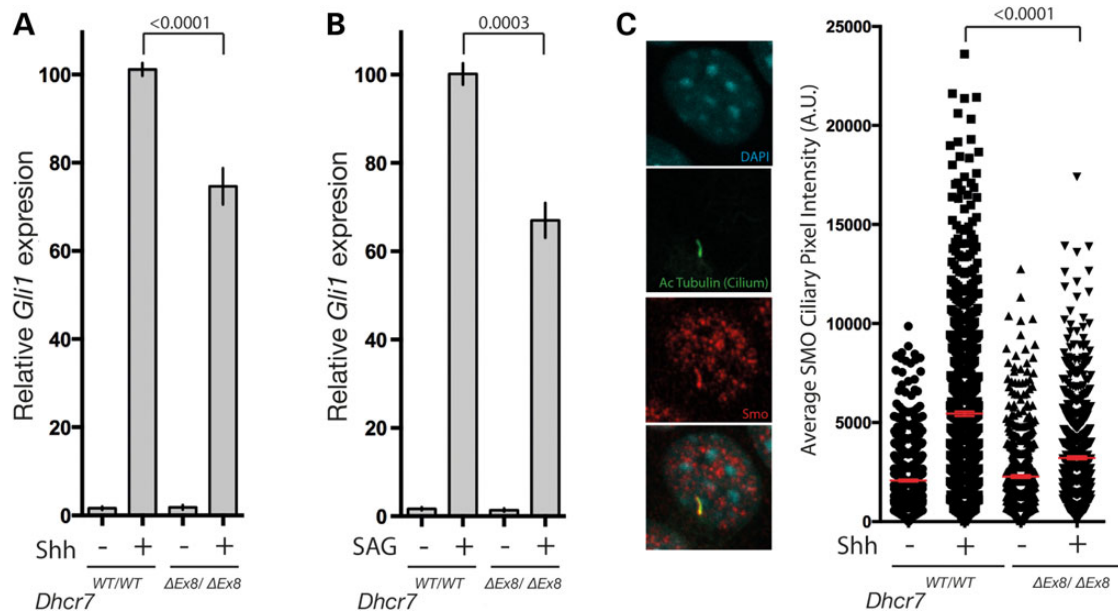 A
<0.0001
Relative Gli1 expresion
100
80
60
40
20
0
Shh - + - +
WT/WT ΔEx8/ ΔEx8
Dhcr7
B
0.0003
Relative Gli1 expresion
100
80
60
40
20
0
SAG - + - +
WT/WT ΔEx8/ ΔEx8
Dhcr7
C
DAPI
Ac Tubulin (Cilium)
Smo
<0.0001
Average SMO Ciliary Pixel Intensity (A.U.)
25000
20000
15000
10000
5000
0
Shh - + - +
WT/WT ΔEx8/ ΔEx8
Dhcr7